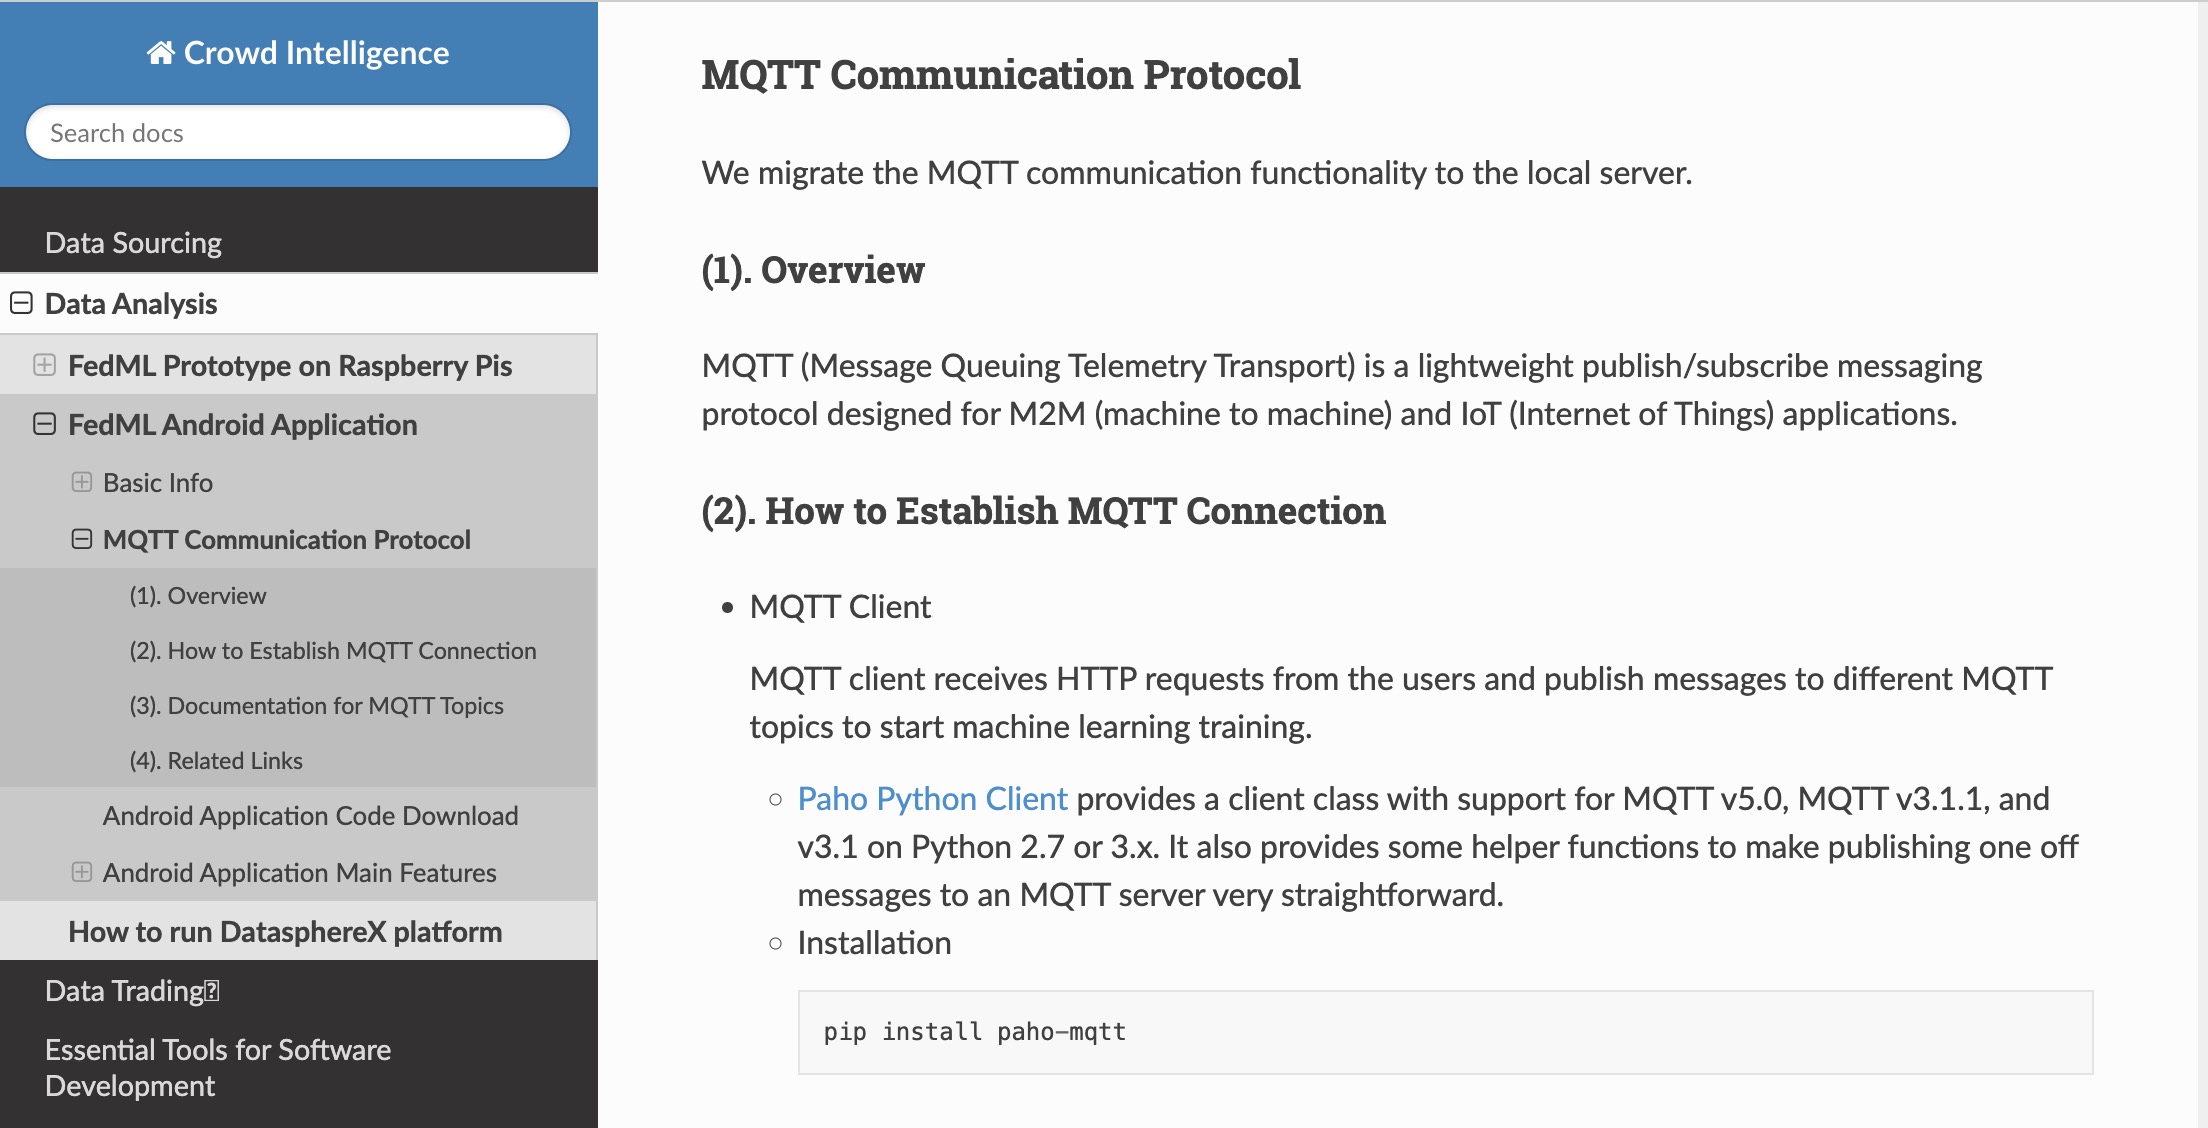 Crowd Intelligence
Search docs
Data Sourcing
Data Analysis
FedML Prototype on Raspberry Pis
FedML Android Application
Basic Info
MQTT Communication Protocol
(1). Overview
(2). How to Establish MQTT Connection
(3). Documentation for MQTT Topics
(4). Related Links
Android Application Code Download
Android Application Main Features
How to run DatasphereX platform
Data Trading
Essential Tools for Software
Development
MQTT Communication Protocol
We migrate the MQTT communication functionality to the local server.
(1). Overview
MQTT (Message Queuing Telemetry Transport) is a lightweight publish/subscribe messaging
protocol designed for M2M (machine to machine) and IoT (Internet of Things) applications.
(2). How to Establish MQTT Connection
• MQTT Client
MQTT client receives HTTP requests from the users and publish messages to different MQTT
topics to start machine learning training.
○ Paho Python Client provides a client class with support for MQTT v5.0, MQTT v3.1.1, and
v3.1 on Python 2.7 or 3.x. It also provides some helper functions to make publishing one off
messages to an MQTT server very straightforward.
○ Installation
pip install paho-mqtt